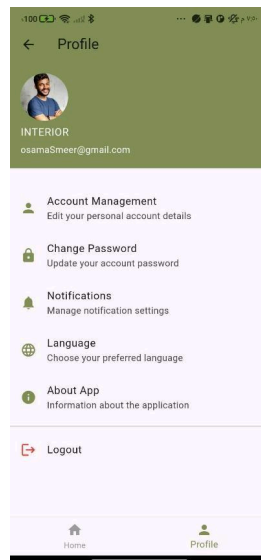 100
Profile
INTERIOR
osamaSmeer@gmail.com
Account Management
Edit your personal account details
Change Password
Update your account password
Notifications
Manage notification settings
Language
Choose your preferred language
About App
Information about the application
Logout
Home
Profile